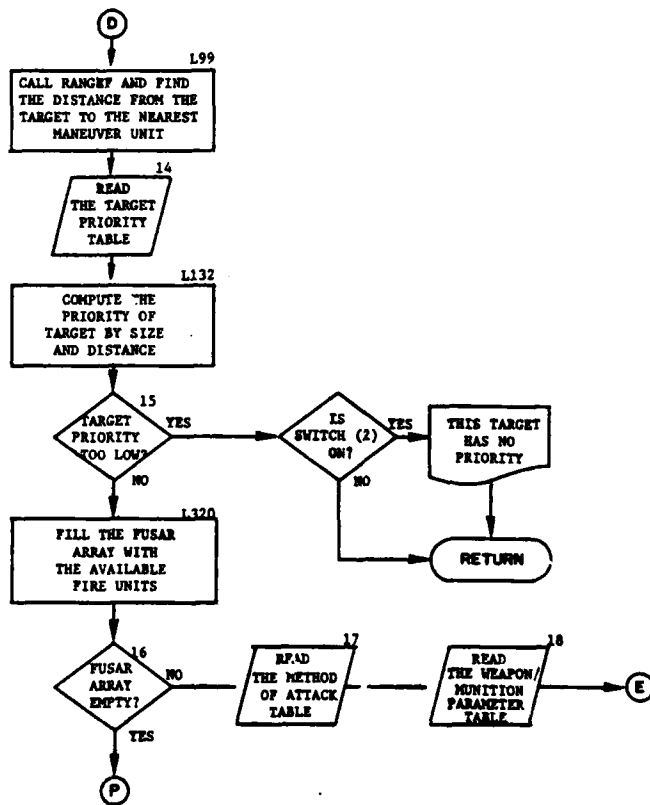 D
L99
CALL RANGEF AND FIND
THE DISTANCE FROM THE
TARGET TO THE NEAREST
MANEUVER UNIT
14
READ
THE TARGET
PRIORITY
TABLE
L132
COMPUTE THE
PRIORITY OF
TARGET BY SIZE
AND DISTANCE
15
TARGET
PRIORITY
TOO LOW?
YES
NO
IS
SWITCH (2)
ON?
YES
NO
THIS TARGET
HAS NO
PRIORITY
RETURN
L320
FILL THE FUSAR
ARRAY WITH
THE AVAILABLE
FIRE UNITS
16
FUSAR
ARRAY
EMPTY?
NO
YES
17
READ
THE METHOD
OF ATTACK
TABLE
18
READ
THE WEAPON/
MUNITION
PARAMETER
TABLE
E
P